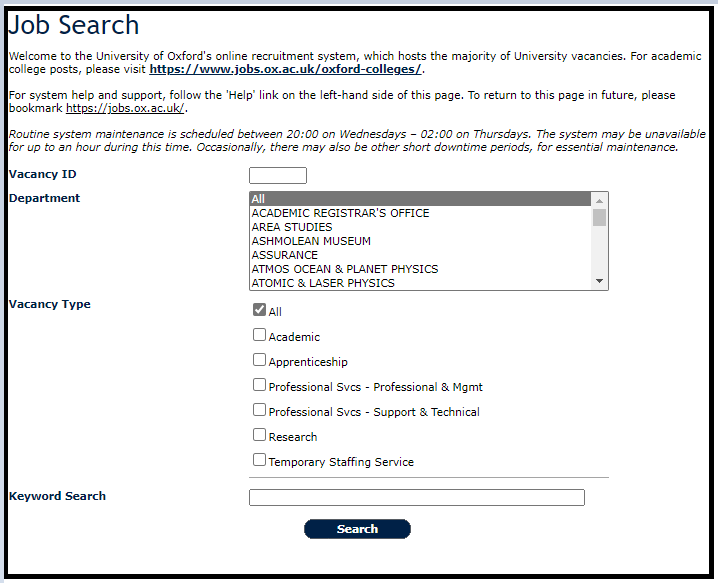 Job Search
Welcome to the University of Oxford's online recruitment system, which hosts the majority of University vacancies. For academic
college posts, please visit https://www.jobs.ox.ac.uk/oxford-colleges/.
For system help and support, follow the 'Help' link on the left-hand side of this page. To return to this page in future, please
bookmark https://jobs.ox.ac.uk/.
Routine system maintenance is scheduled between 20:00 on Wednesdays – 02:00 on Thursdays. The system may be unavailable
for up to an hour during this time. Occasionally, there may also be other short downtime periods, for essential maintenance.
Vacancy ID
Department
All
ACADEMIC REGISTRAR'S OFFICE
AREA STUDIES
ASHMOLEAN MUSEUM
ASSURANCE
ATMOS OCEAN & PLANET PHYSICS
ATOMIC & LASER PHYSICS
Vacancy Type
All
Academic
Apprenticeship
Professional Svcs - Professional & Mgmt
Professional Svcs - Support & Technical
Research
Temporary Staffing Service
Keyword Search
Search